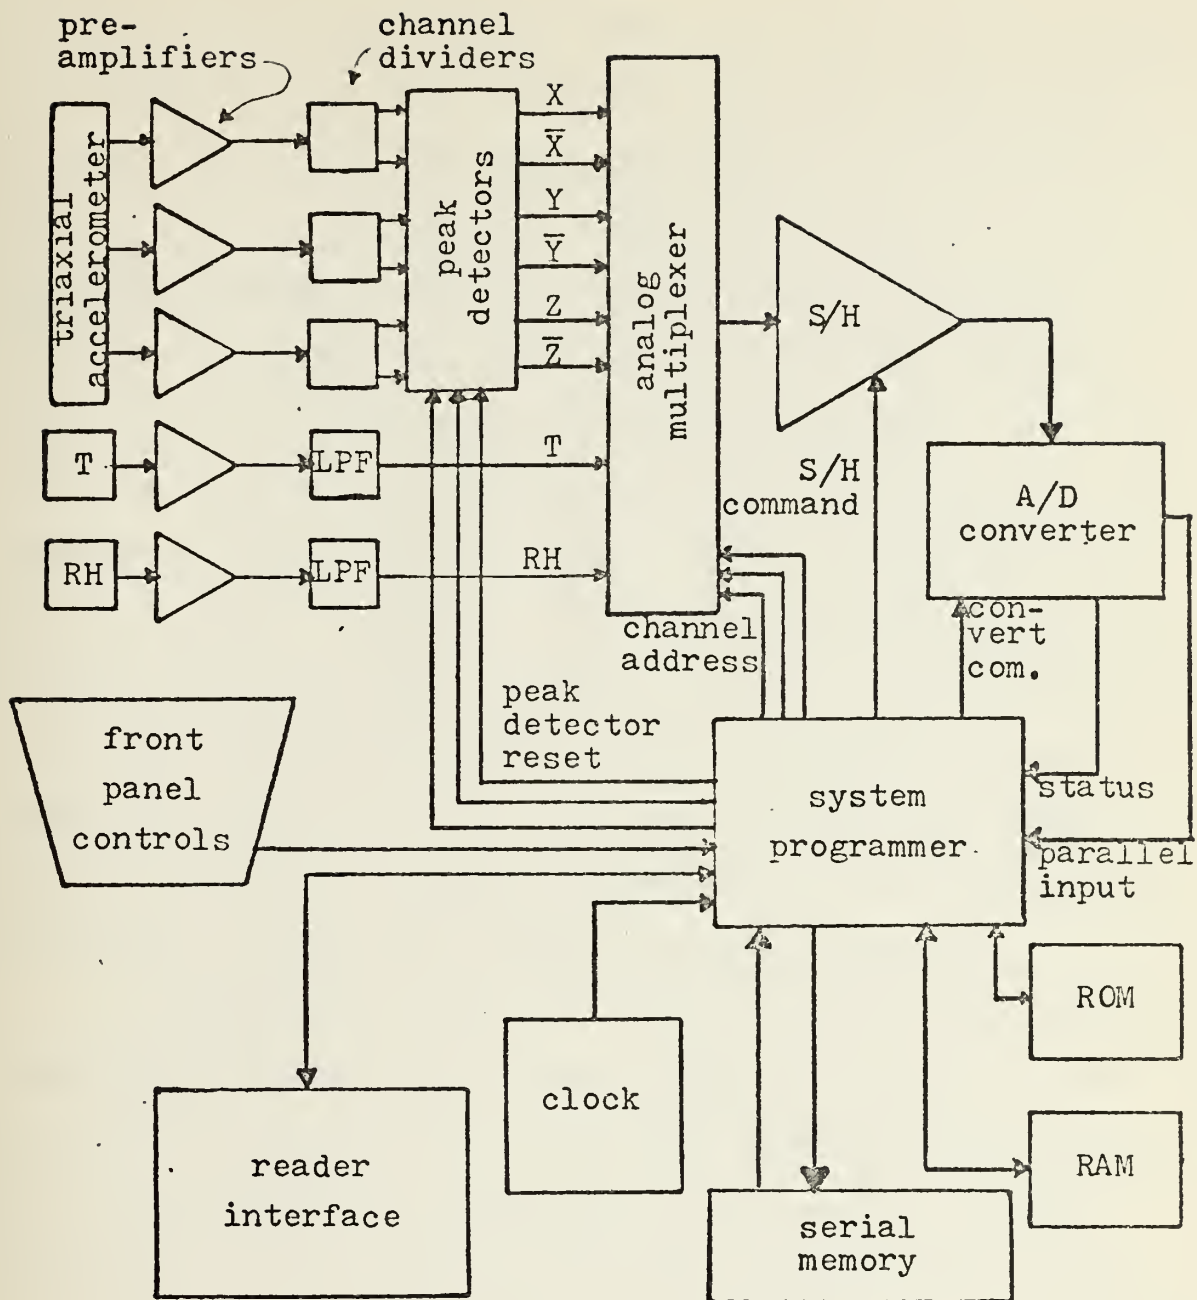 pre-
amplifiers
channel
dividers
triaxial
accelerometer
peak
detectors
X
X̅
Y
Y̅
Z
Z̅
analog
multiplexer
S/H
T
LPF
T
RH
LPF
RH
S/H
command
A/D
converter
channel
address
con-
vert
com.
peak
detector
reset
front
panel
controls
system
programmer
status
parallel
input
ROM
clock
reader
interface
RAM
serial
memory